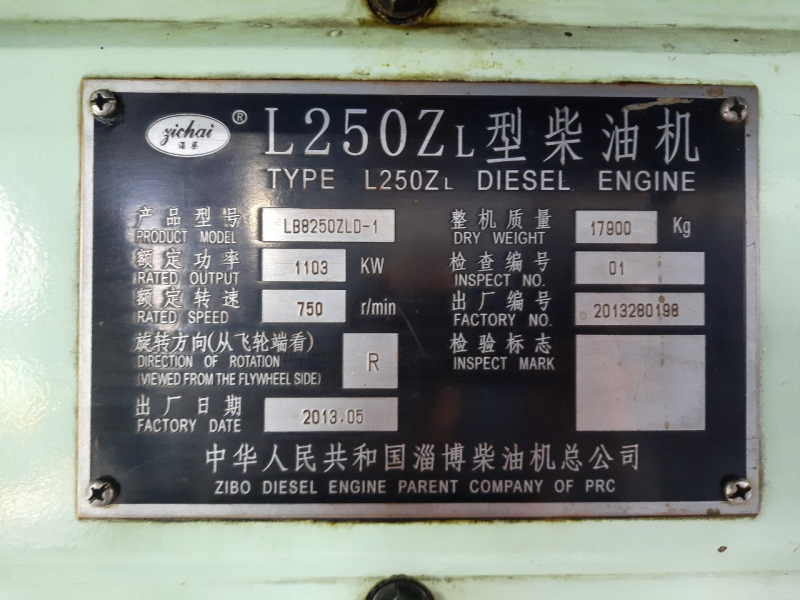 zichai ® L250ZL型柴油机
淄柴
TYPE L250ZL DIESEL ENGINE
产品型号 LB8250ZLD-1 整机质量 17900 Kg
PRODUCT MODEL DRY WEIGHT
额定功率 1103 KW 检查编号 01
RATED OUTPUT INSPECT NO.
额定转速 750 r/min 出厂编号 2013280198
RATED SPEED FACTORY NO.
旋转方向(从飞轮端看) R 检验标志
DIRECTION OF ROTATION INSPECT MARK
(VIEWED FROM THE FLYWHEEL SIDE)
出厂日期 2013.05
FACTORY DATE
中华人民共和国淄博柴油机总公司
ZIBO DIESEL ENGINE PARENT COMPANY OF PRC